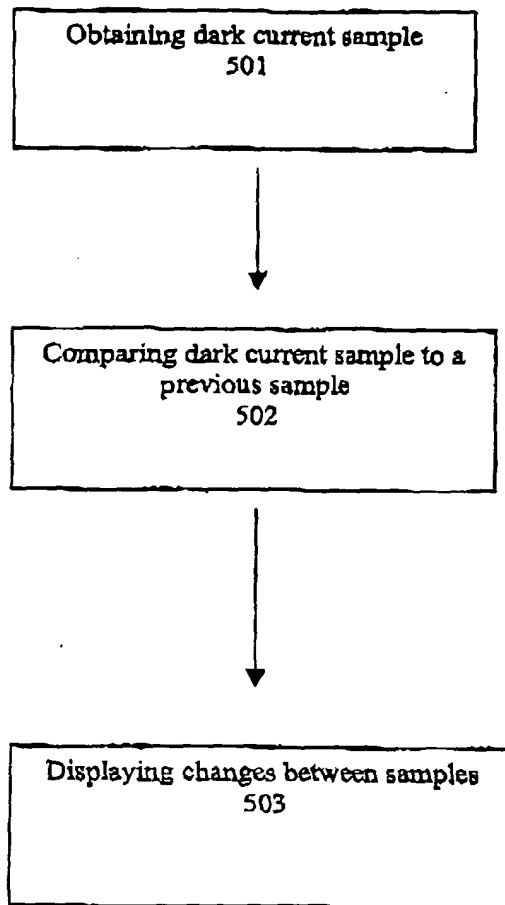 Obtaining dark current sample
501
Comparing dark current sample to a
previous sample
502
Displaying changes between samples
503